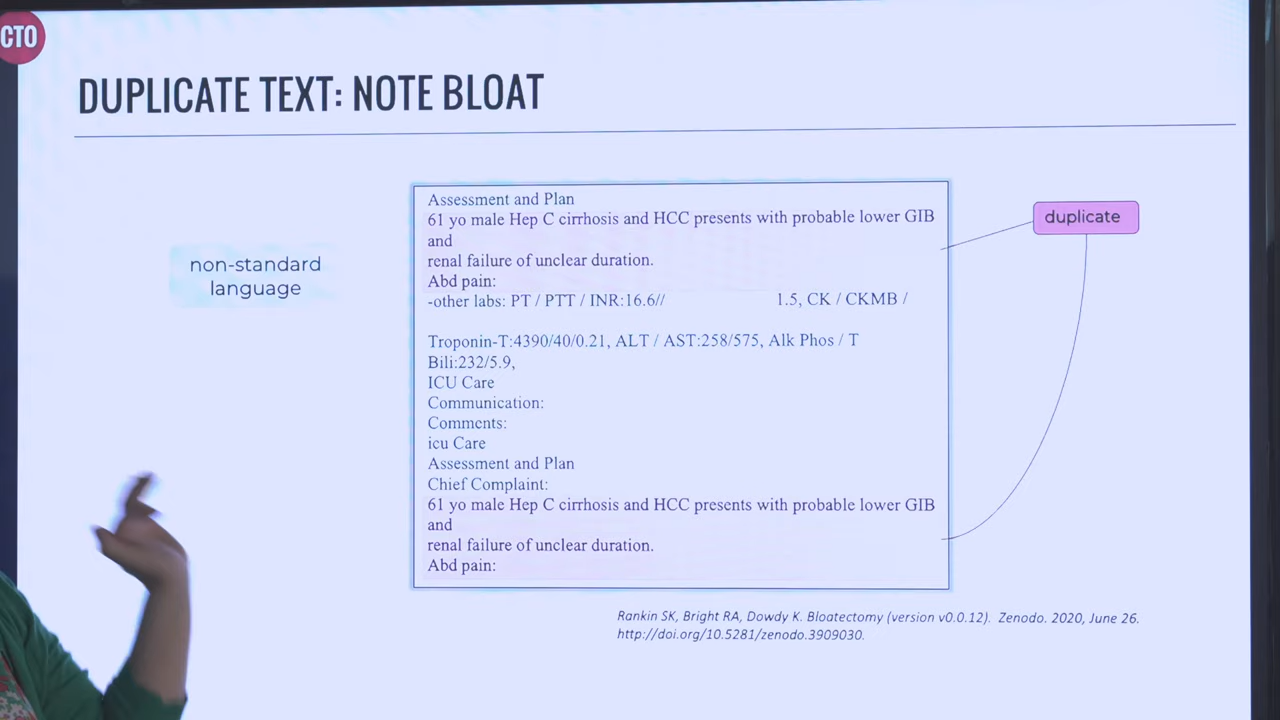 CTO
DUPLICATE TEXT: NOTE BLOAT
non-standard
language
Assessment and Plan
61 yo male Hep C cirrhosis and HCC presents with probable lower GIB
and
renal failure of unclear duration.
Abd pain:
-other labs: PT / PTT / INR:16.6// 1.5, CK / CKMB /
Troponin-T:4390/40/0.21, ALT / AST:258/575, Alk Phos / T
Bili:232/5.9,
ICU Care
Communication:
Comments:
icu Care
Assessment and Plan
Chief Complaint:
61 yo male Hep C cirrhosis and HCC presents with probable lower GIB
and
renal failure of unclear duration.
Abd pain:
duplicate
Rankin SK, Bright RA, Dowdy K. Bloatectomy (version v0.0.12). Zenodo. 2020, June 26.
http://doi.org/10.5281/zenodo.3909030.